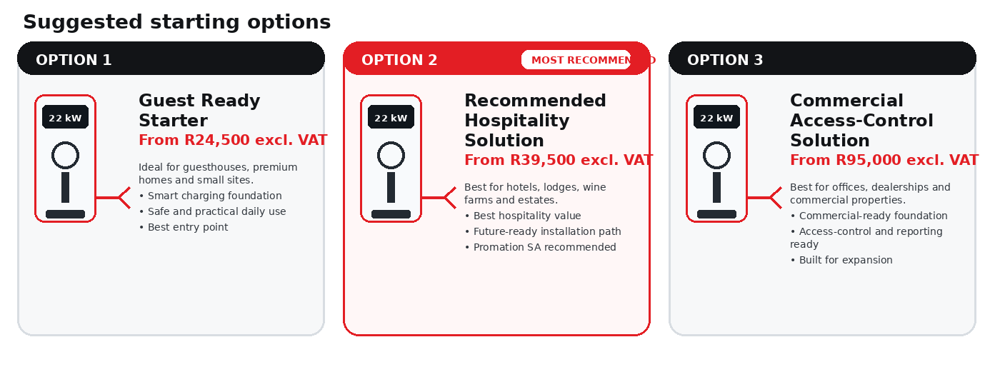 Suggested starting options
OPTION 1
22 kW
Guest Ready
Starter
From R24,500 excl. VAT
Ideal for guesthouses, premium
homes and small sites.
• Smart charging foundation
• Safe and practical daily use
• Best entry point
OPTION 2
MOST RECOMMENDED
22 kW
Recommended
Hospitality
Solution
From R39,500 excl. VAT
Best for hotels, lodges, wine
farms and estates.
• Best hospitality value
• Future-ready installation path
• Promation SA recommended
OPTION 3
22 kW
Commercial
Access-Control
Solution
From R95,000 excl. VAT
Best for offices, dealerships and
commercial properties.
• Commercial-ready foundation
• Access-control and reporting
ready
• Built for expansion